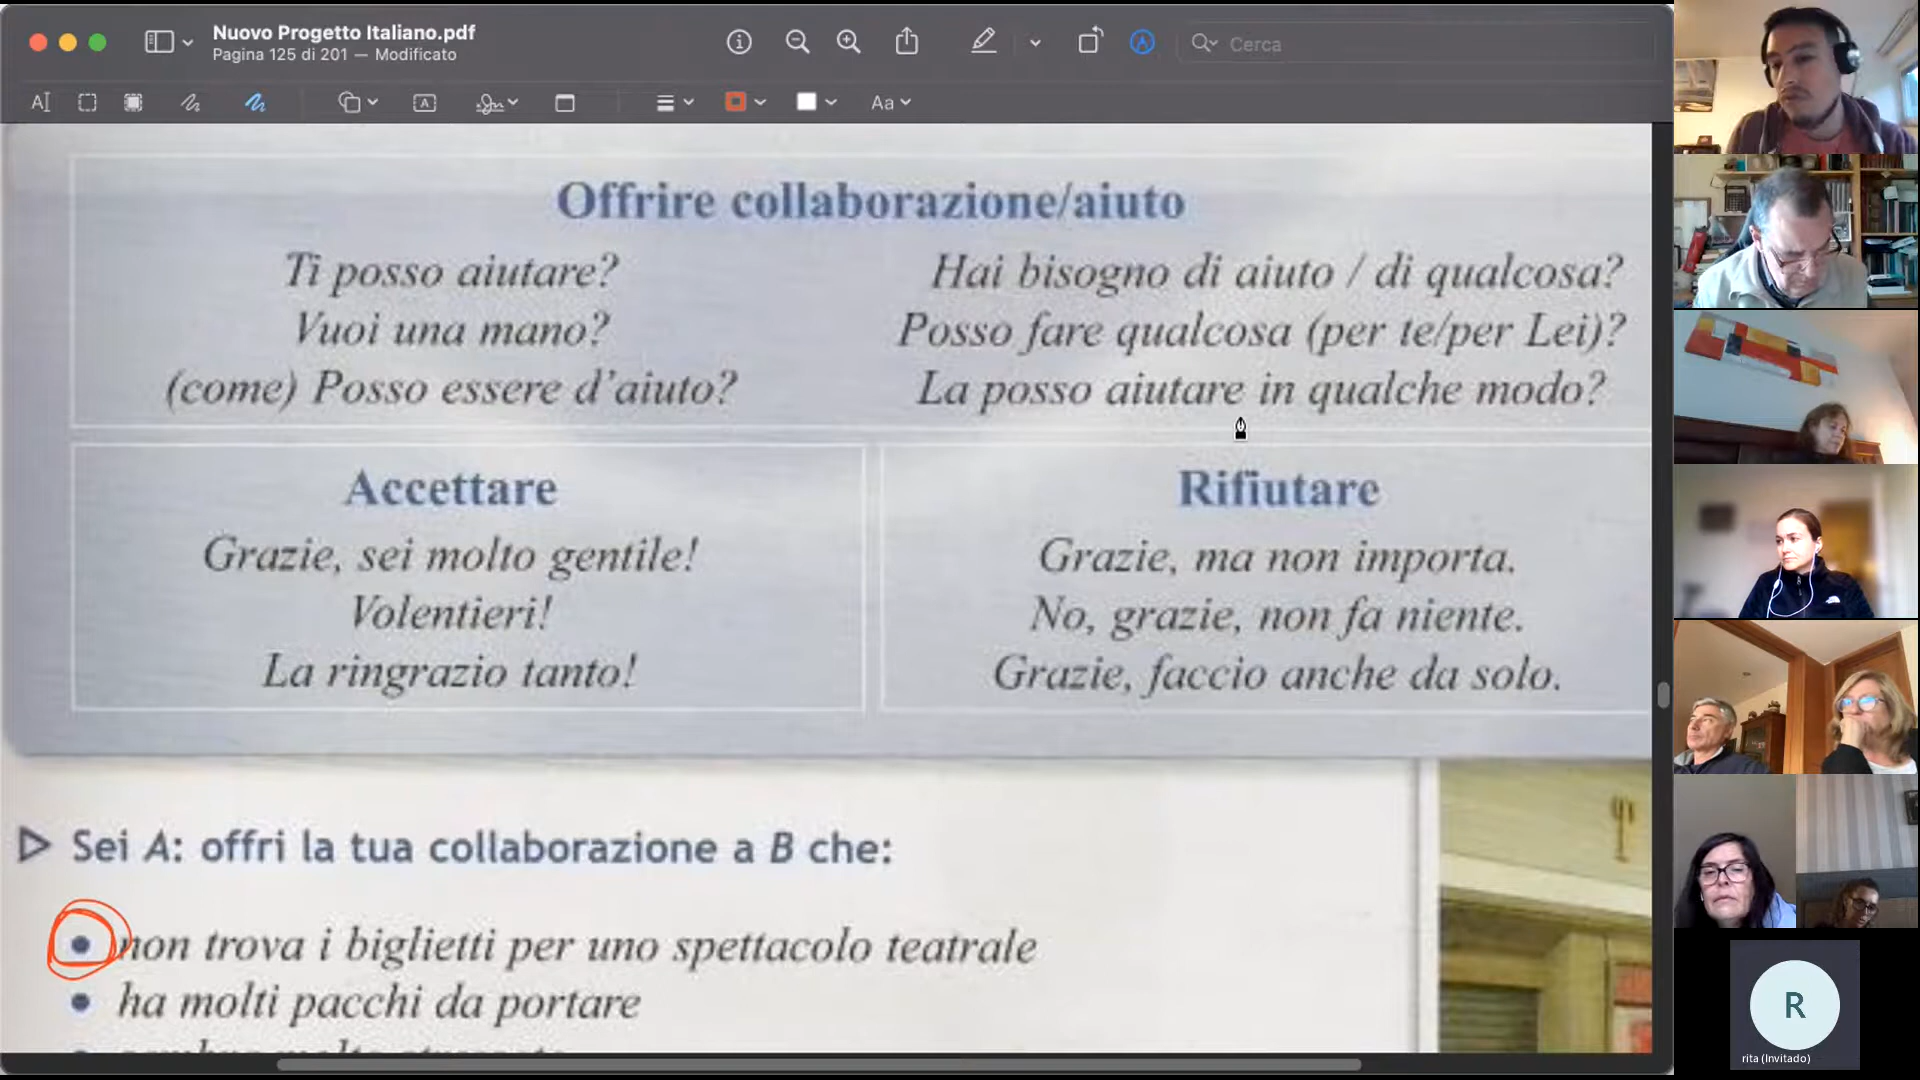 Nuovo Progetto Italiano.pdf
Pagina 125 di 201 — Modificato
Cerca
Aa
Offrire collaborazione/aiuto
Ti posso aiutare?
Hai bisogno di aiuto / di qualcosa?
Vuoi una mano?
Posso fare qualcosa (per te/per Lei)?
(come) Posso essere d'aiuto?
La posso aiutare in qualche modo?
Accettare
Grazie, sei molto gentile!
Volentieri!
La ringrazio tanto!
Rifiutare
Grazie, ma non importa.
No, grazie, non fa niente.
Grazie, faccio anche da solo.
Sei A: offri la tua collaborazione a B che:
• non trova i biglietti per uno spettacolo teatrale
• ha molti pacchi da portare
R
rita (Invitado)